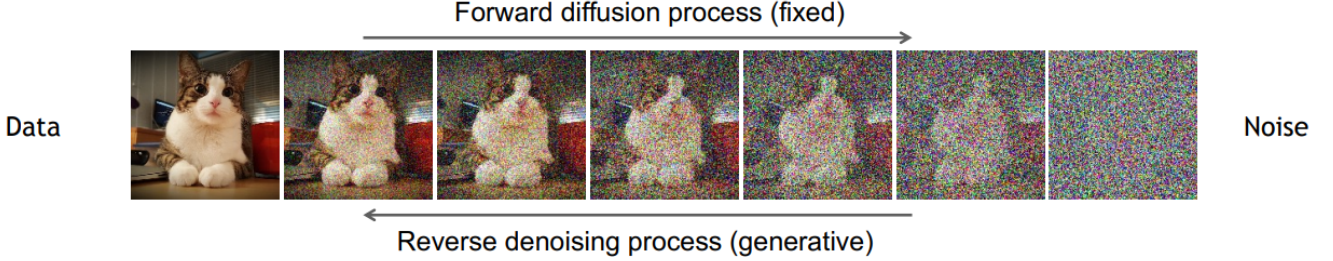 Forward diffusion process (fixed)
Data
Noise
Reverse denoising process (generative)